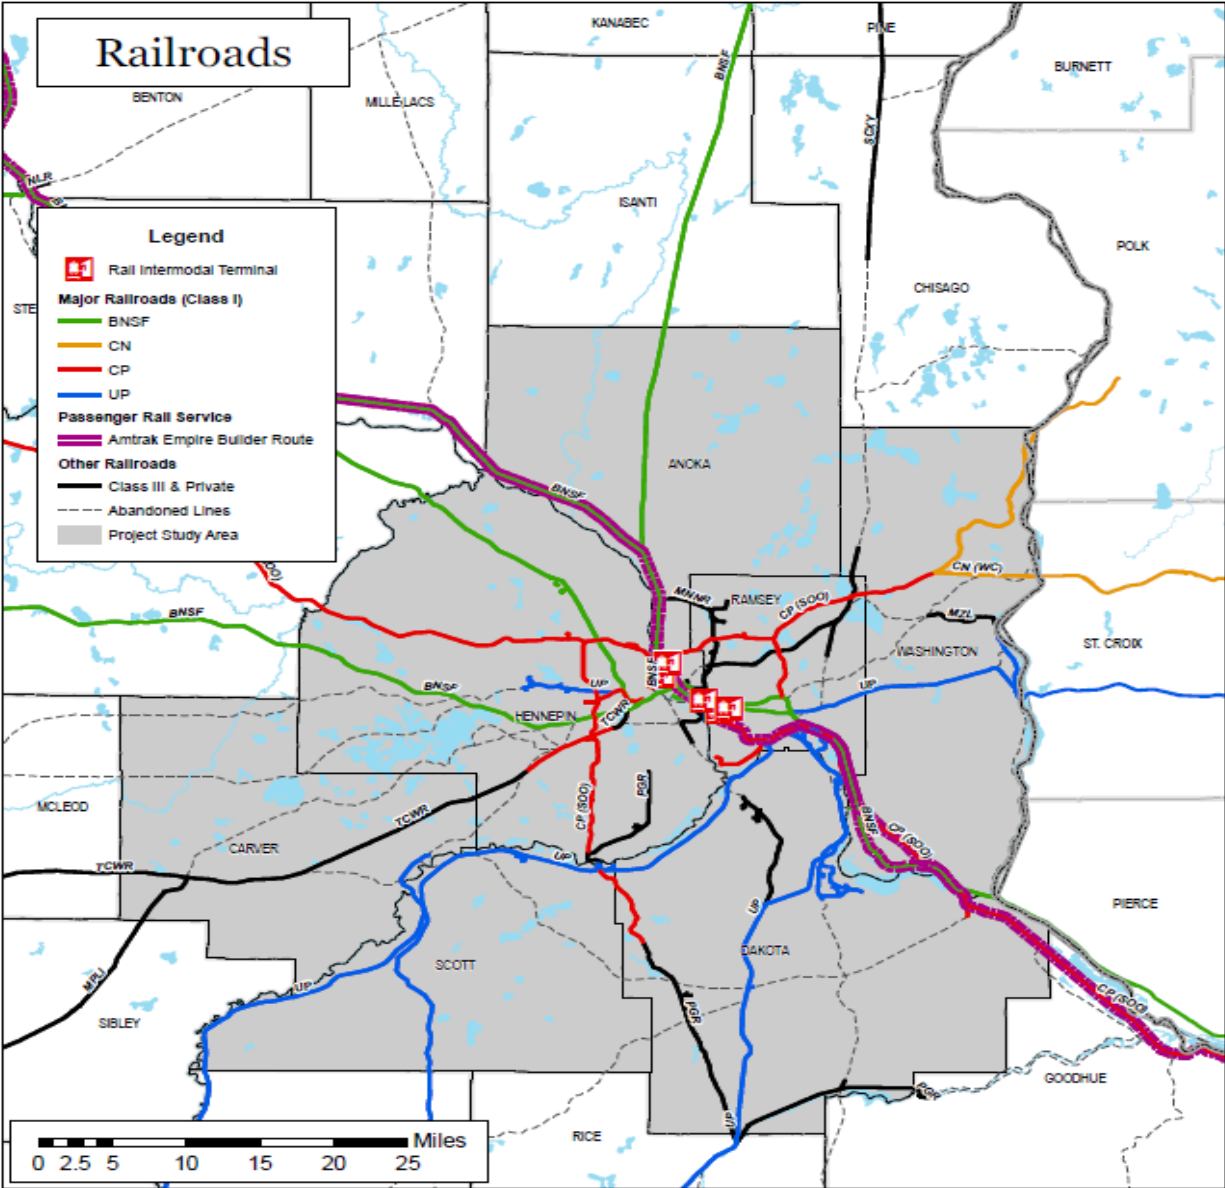 Railroads
KANABEC
PINE
BURNETT
BENTON
MILLE LACS
BNSF
SCXY
NLR
ISANTI
POLK
CHISAGO
Legend
Rail Intermodal Terminal
Major Railroads (Class I)
BNSF
CN
CP
UP
Passenger Rail Service
Amtrak Empire Builder Route
Other Railroads
Class III & Private
Abandoned Lines
Project Study Area
STE
ANOKA
BNSF
CN (WC)
MNNR
RAMSEY
CP (SOO)
BNSF
MZL
ST. CROIX
WASHINGTON
BNSF
UP
BNSF
UP
HENNEPIN
TCWR
MCLEOD
PGR
CP (SOO)
TCWR
BNSF
CP (SOO)
CARVER
UP
TCWR
UP
PIERCE
DAKOTA
SCOTT
MPLI
UP
CP (SOO)
PGR
SIBLEY
GOODHUE
PGR
UP
RICE
Miles
0 2.5 5 10 15 20 25